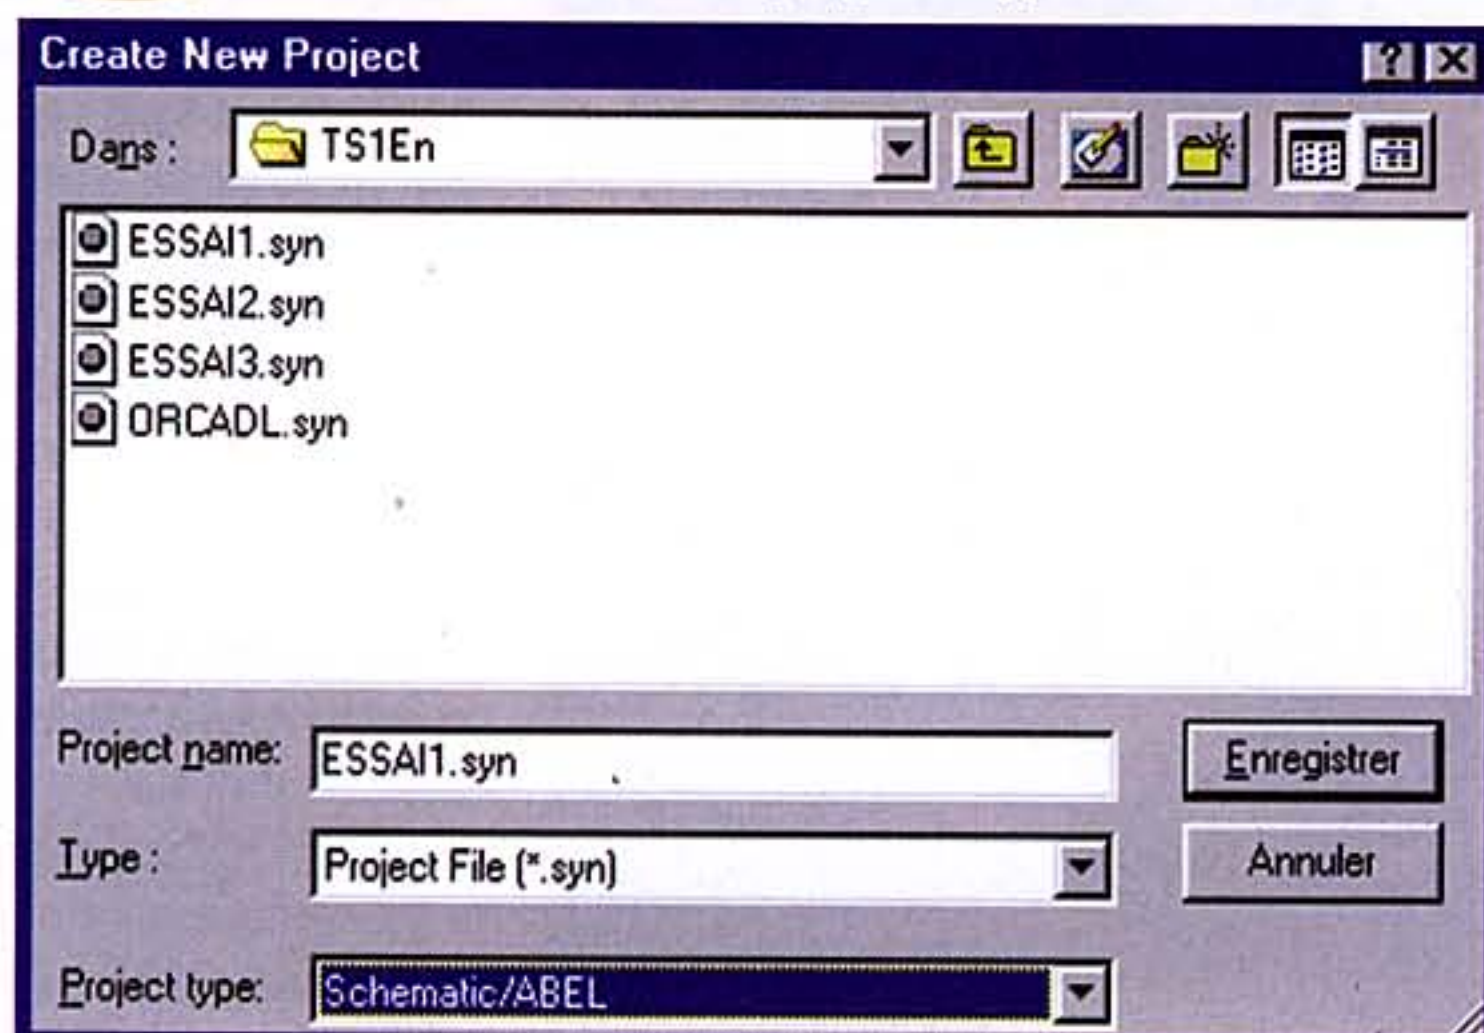 Create New Project
Dans : TS1En
ESSAI1.syn
ESSAI2.syn
ESSAI3.syn
ORCADL.syn
Project name: ESSAI1.syn Enregistrer
Type : Project File (*.syn) Annuler
Project type: Schematic/ABEL